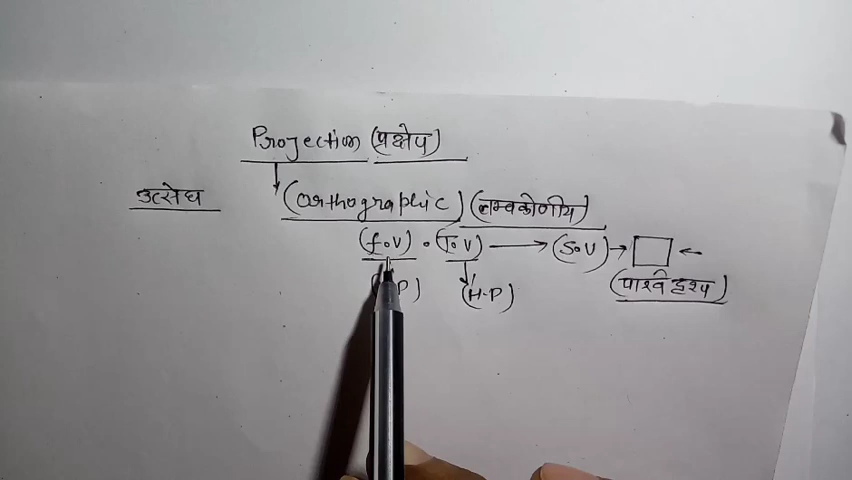 Projection (प्रक्षेप)
उत्सेध (orthographic) (लम्बकोणीय)
(f.v) . (T.v) → (S.v) → ←
P) (H.P) (पार्श्व दृश्य)